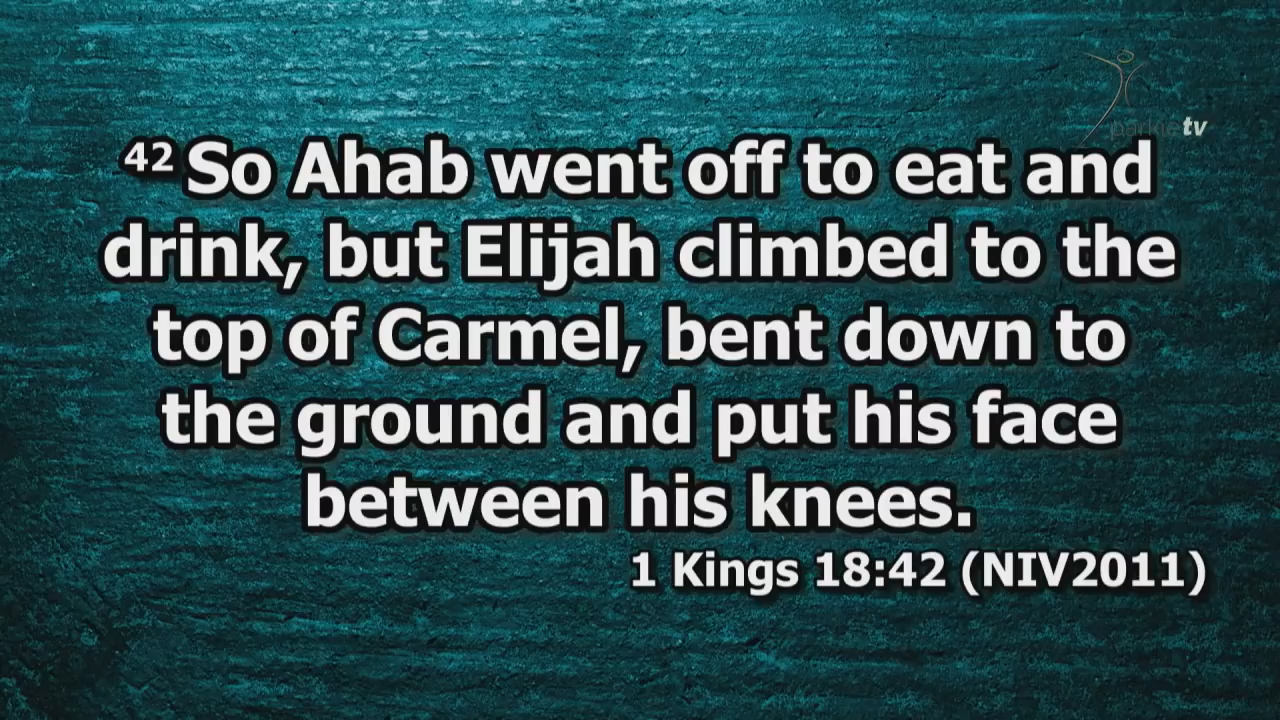 tv
42 So Ahab went off to eat and
drink, but Elijah climbed to the
top of Carmel, bent down to
the ground and put his face
between his knees.
1 Kings 18:42 (NIV2011)